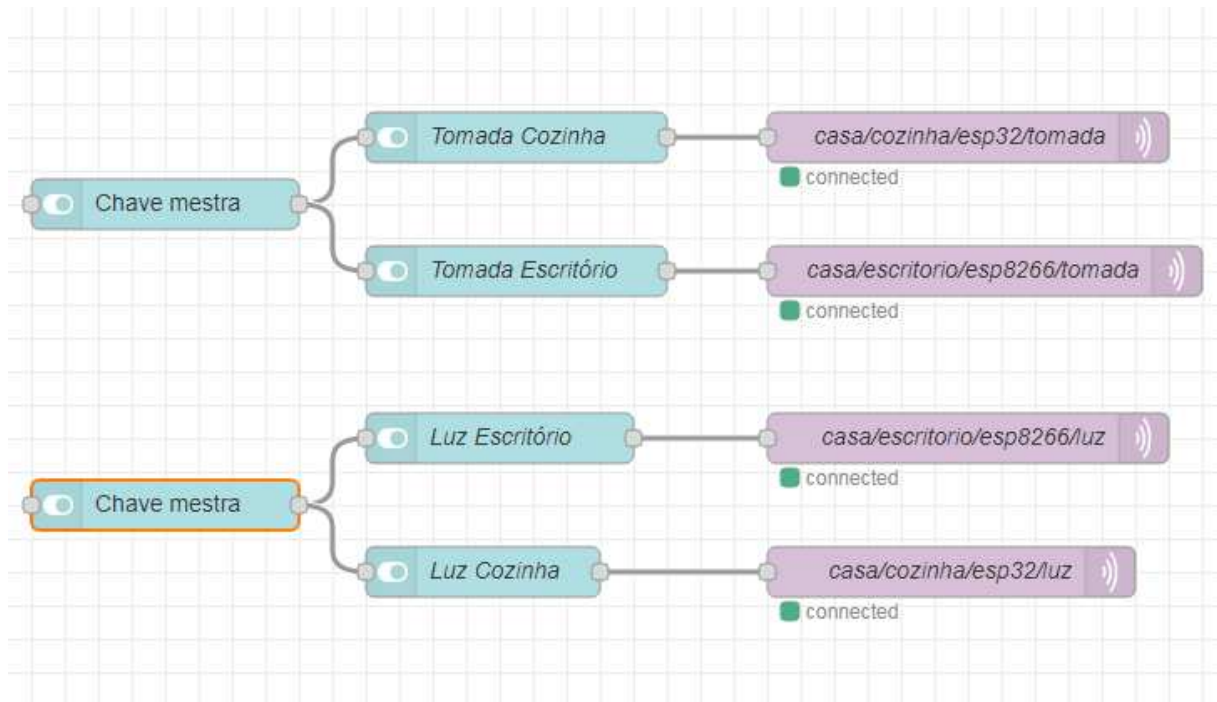 Tomada Cozinha
casa/cozinha/esp32/tomada
connected
Chave mestra
Tomada Escritório
casa/escritorio/esp8266/tomada
connected
Luz Escritório
casa/escritorio/esp8266/luz
connected
Chave mestra
Luz Cozinha
casa/cozinha/esp32/luz
connected